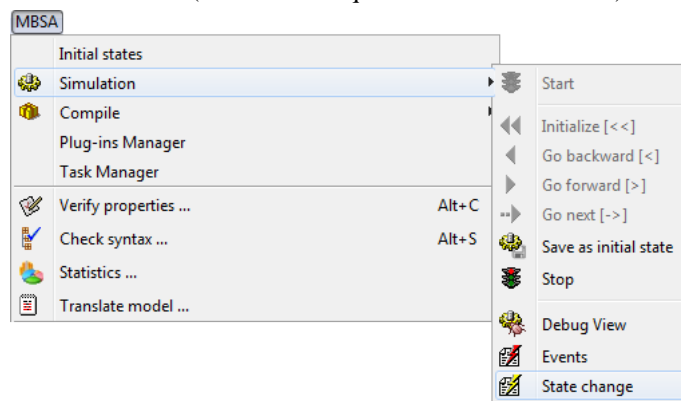 MBSA
Initial states
Simulation
Compile
Plug-ins Manager
Task Manager
Verify properties ... Alt+C
Check syntax ... Alt+S
Statistics ...
Translate model ...
Start
Initialize [<<]
Go backward [<]
Go forward [>]
Go next [->]
Save as initial state
Stop
Debug View
Events
State change